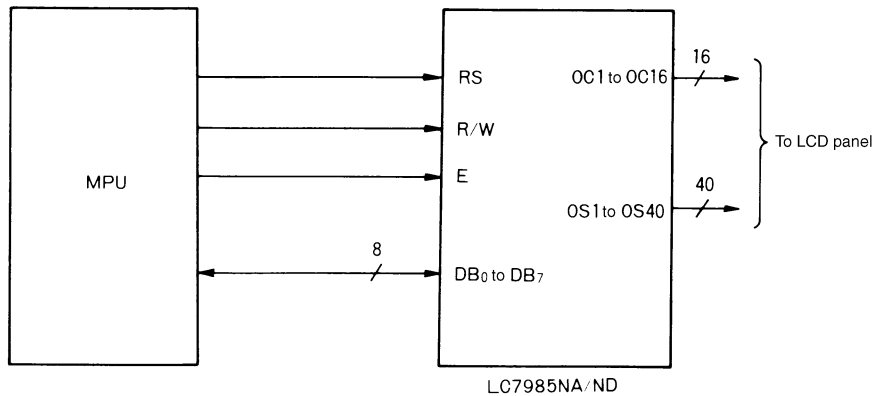 MPU
8
RS
R/W
E
DB0 to DB7
OC1 to OC16
OS1 to OS40
16
40
To LCD panel
LC7985NA/ND